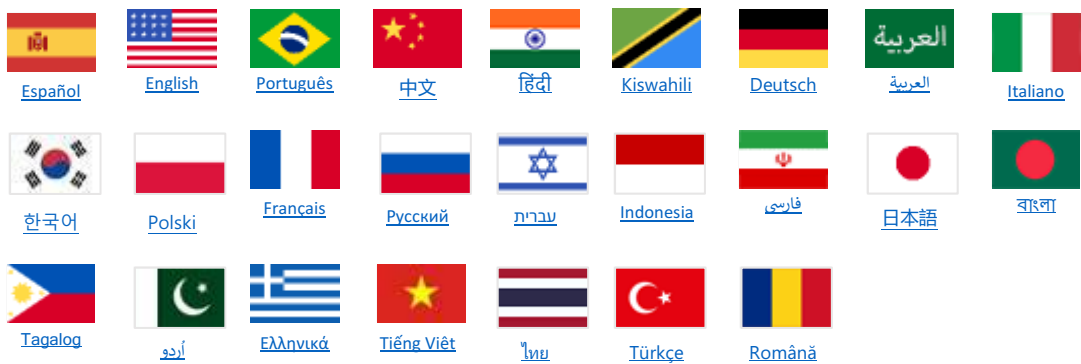 العربية
Español
English
Português
中文
हिंदी
Kiswahili
Deutsch
العربية
Italiano
한국어
Polski
Français
Русский
עברית
Indonesia
فارسی
日本語
বাংলা
Tagalog
اُردو
Ελληνικά
Tiếng Viêt
ไทย
Türkçe
Română